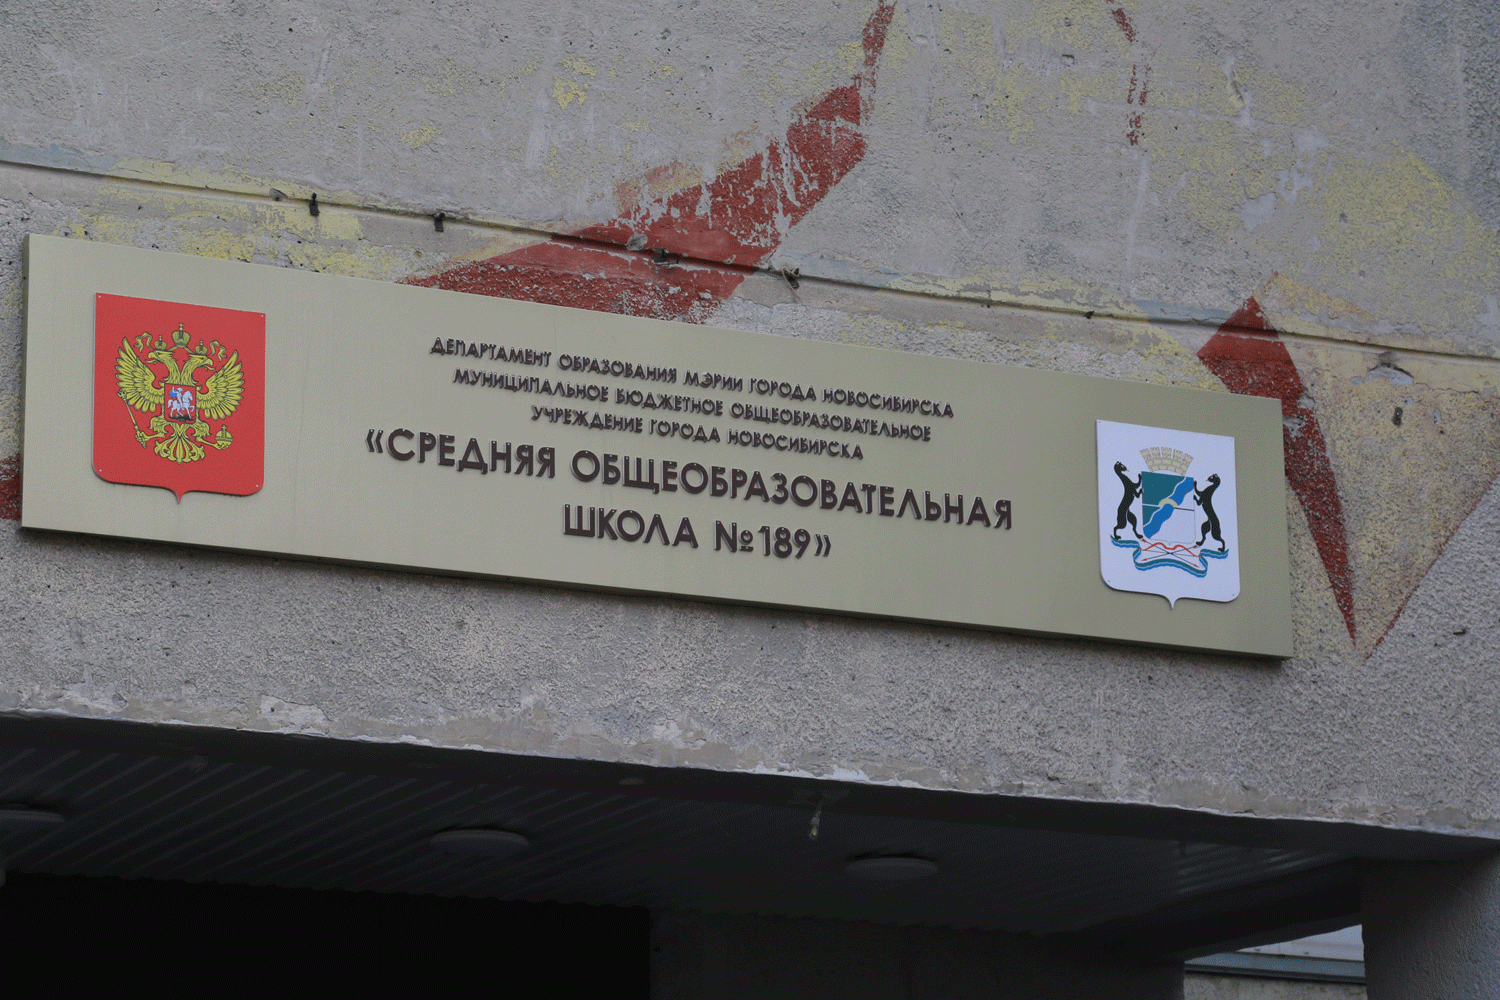 ДЕПАРТАМЕНТ ОБРАЗОВАНИЯ МЭРИИ ГОРОДА НОВОСИБИРСКА
МУНИЦИПАЛЬНОЕ БЮДЖЕТНОЕ ОБЩЕОБРАЗОВАТЕЛЬНОЕ
УЧРЕЖДЕНИЕ ГОРОДА НОВОСИБИРСКА
«СРЕДНЯЯ ОБЩЕОБРАЗОВАТЕЛЬНАЯ
ШКОЛА №189»